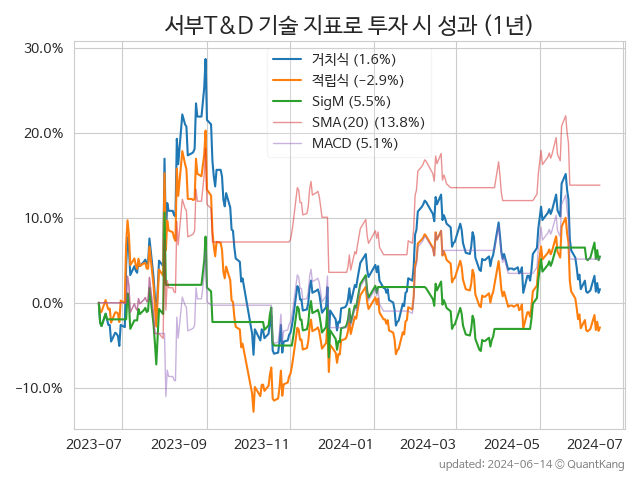 서부T&D 기술 지표로 투자 시 성과 (1년)
30.0%
20.0%
10.0%
0.0%
−10.0%
거치식 (1.6%)
적립식 (−2.9%)
SigM (5.5%)
SMA(20) (13.8%)
MACD (5.1%)
2023-07 2023-09 2023-11 2024-01 2024-03 2024-05 2024-07
updated: 2024-06-14 © QuantKang